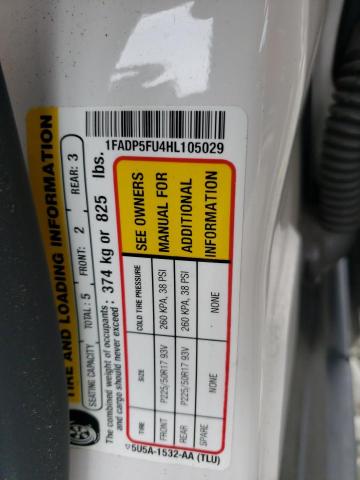 TIRE AND LOADING INFORMATION
SEATING CAPACITY TOTAL: 5 FRONT: 2 REAR: 3
The combined weight of occupants
and cargo should never exceed : 374 kg or 825 lbs.
1FADP5FU4HL105029
SIZE COLD TIRE PRESSURE
FRONT P225/50R17 93V 260 KPA, 38 PSI
REAR P225/50R17 93V 260 KPA, 38 PSI
SPARE NONE NONE
SEE OWNERS
MANUAL FOR
ADDITIONAL
INFORMATION
5U5A-1532-AA (TLU)